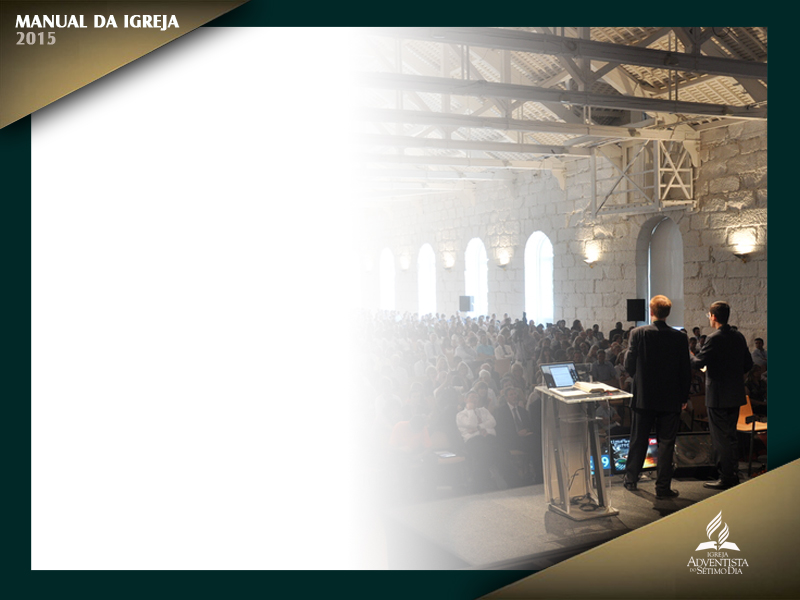 MANUAL DA IGREJA
2015
IGREJA
ADVENTISTA
DO SÉTIMO DIA